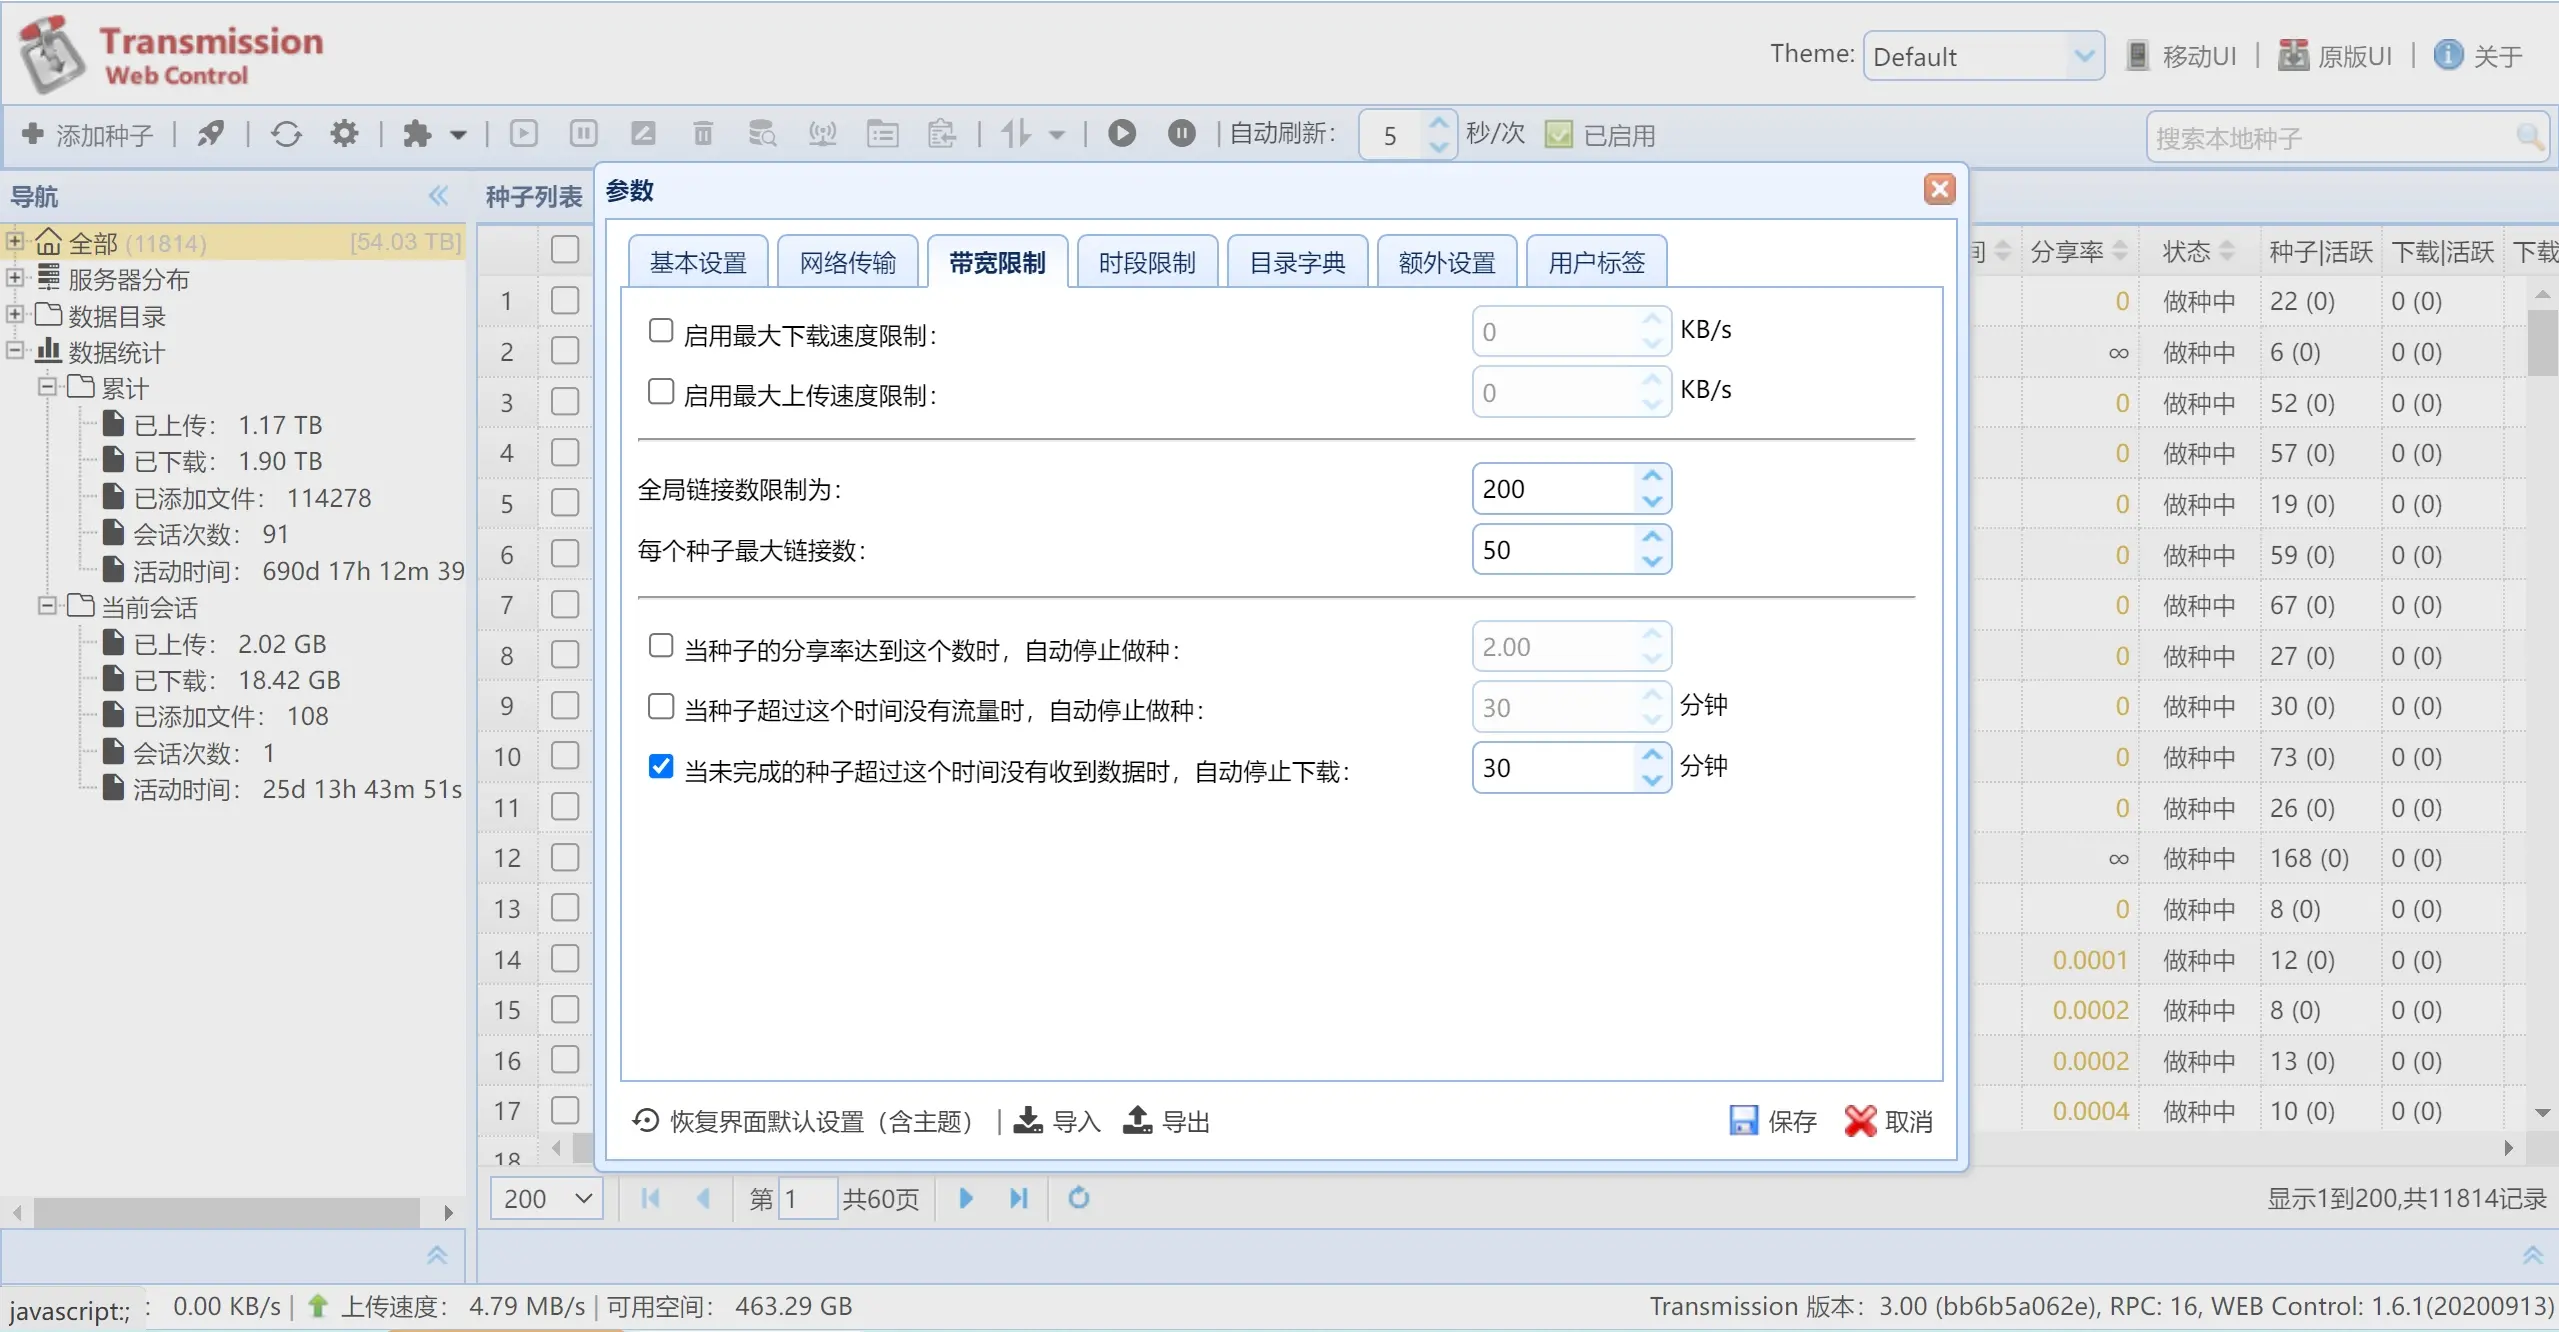 Transmission
Web Control
Theme: Default 移动UI | 原版UI | 关于
添加种子 | | | | | | | 自动刷新: 5 秒/次 已启用 搜索本地种子
导航
全部 (11814) [54.03 TB]
服务器分布
数据目录
数据统计
累计
已上传: 1.17 TB
已下载: 1.90 TB
已添加文件: 114278
会话次数: 91
活动时间: 690d 17h 12m 39
当前会话
已上传: 2.02 GB
已下载: 18.42 GB
已添加文件: 108
会话次数: 1
活动时间: 25d 13h 43m 51s
种子列表
参数
基本设置 网络传输 带宽限制 时段限制 目录字典 额外设置 用户标签
启用最大下载速度限制: 0 KB/s
启用最大上传速度限制: 0 KB/s
全局链接数限制为: 200
每个种子最大链接数: 50
当种子的分享率达到这个数时，自动停止做种: 2.00
当种子超过这个时间没有流量时，自动停止做种: 30 分钟
当未完成的种子超过这个时间没有收到数据时，自动停止下载: 30 分钟
恢复界面默认设置（含主题） | 导入 导出 保存 取消
分享率 状态 种子|活跃 下载|活跃 下载
1 0 做种中 22 (0) 0 (0)
2 ∞ 做种中 6 (0) 0 (0)
3 0 做种中 52 (0) 0 (0)
4 0 做种中 57 (0) 0 (0)
5 0 做种中 19 (0) 0 (0)
6 0 做种中 59 (0) 0 (0)
7 0 做种中 67 (0) 0 (0)
8 0 做种中 27 (0) 0 (0)
9 0 做种中 30 (0) 0 (0)
10 0 做种中 73 (0) 0 (0)
11 0 做种中 26 (0) 0 (0)
12 ∞ 做种中 168 (0) 0 (0)
13 0 做种中 8 (0) 0 (0)
14 0.0001 做种中 12 (0) 0 (0)
15 0.0002 做种中 8 (0) 0 (0)
16 0.0002 做种中 13 (0) 0 (0)
17 0.0004 做种中 10 (0) 0 (0)
18
200 第 1 共60页 显示1到200,共11814记录
javascript:; : 0.00 KB/s | 上传速度: 4.79 MB/s | 可用空间: 463.29 GB Transmission 版本: 3.00 (bb6b5a062e), RPC: 16, WEB Control: 1.6.1(20200913)